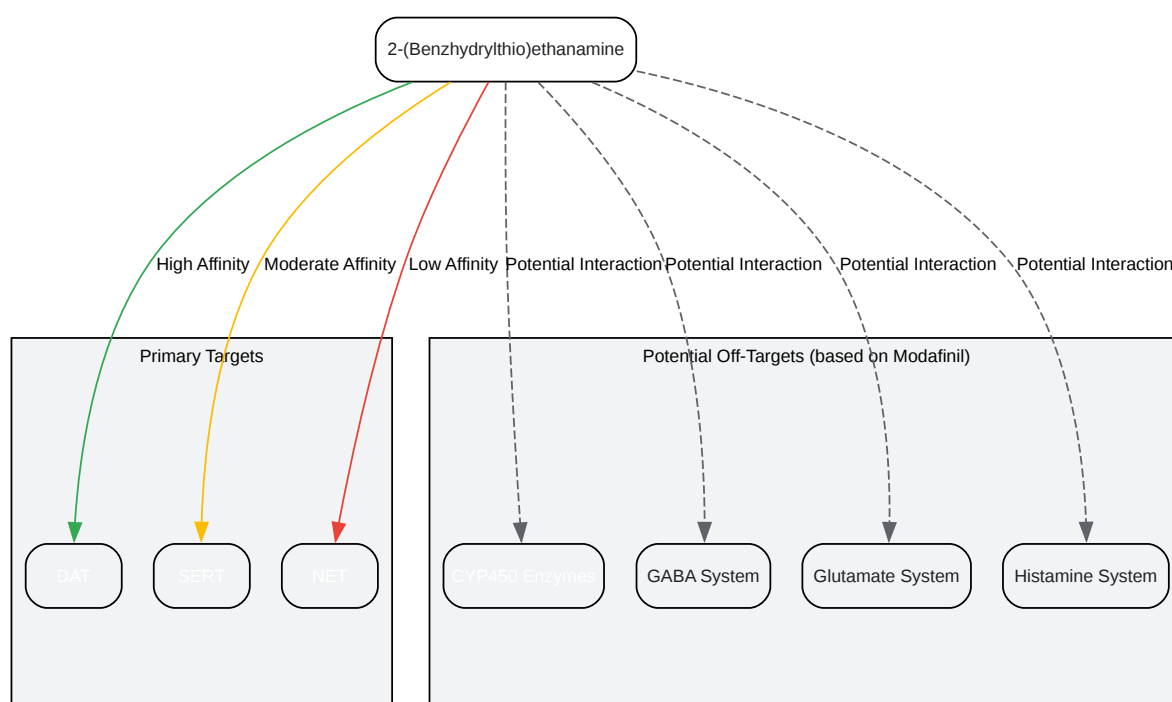 2-(Benzhydrylthio)ethanamine
High Affinity
Moderate Affinity
Low Affinity
Potential Interaction
Potential Interaction
Potential Interaction
Potential Interaction
Primary Targets
Potential Off-Targets (based on Modafinil)
DAT
SERT
NET
CYP450 Enzymes
GABA System
Glutamate System
Histamine System